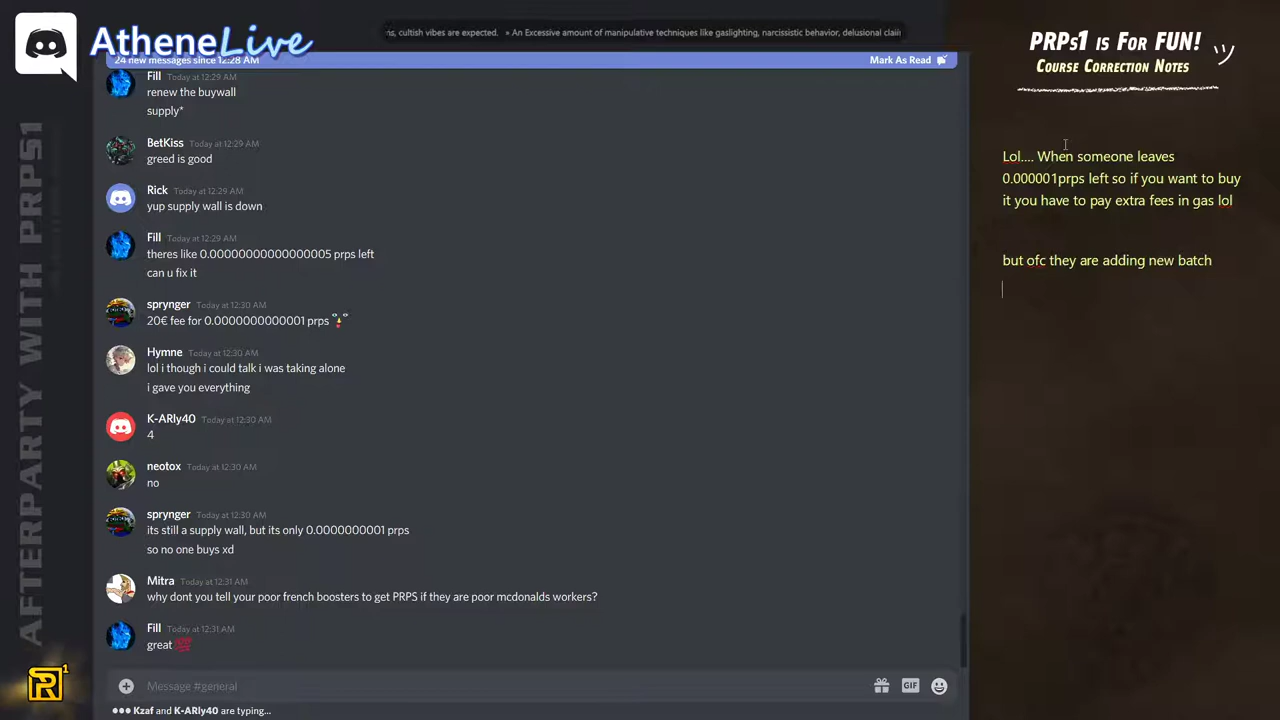 AtheneLive
ns, cultish vibes are expected. » An Excessive amount of manipulative techniques like gaslighting, narcissistic behavior, delusional claim
PRPs1 is For FUN!
Course Correction Notes
24 new messages since 12:28 AM
Mark As Read
Fill Today at 12:29 AM
renew the buywall
supply*
BetKiss Today at 12:29 AM
greed is good
Rick Today at 12:29 AM
yup supply wall is down
Fill Today at 12:29 AM
theres like 0.00000000000000005 prps left
can u fix it
sprynger Today at 12:30 AM
20€ fee for 0.0000000000001 prps
Hymne Today at 12:30 AM
lol i though i could talk i was taking alone
i gave you everything
K-ARly40 Today at 12:30 AM
4
neotox Today at 12:30 AM
no
sprynger Today at 12:30 AM
its still a supply wall, but its only 0.0000000001 prps
so no one buys xd
Mitra Today at 12:31 AM
why dont you tell your poor french boosters to get PRPS if they are poor mcdonalds workers?
Fill Today at 12:31 AM
great 💯
Message #general
GIF
Kzaf and K-ARly40 are typing...
Lol.... When someone leaves
0.000001prps left so if you want to buy
it you have to pay extra fees in gas lol
but ofc they are adding new batch
AFTERPARTY WITH PRPS1
R1